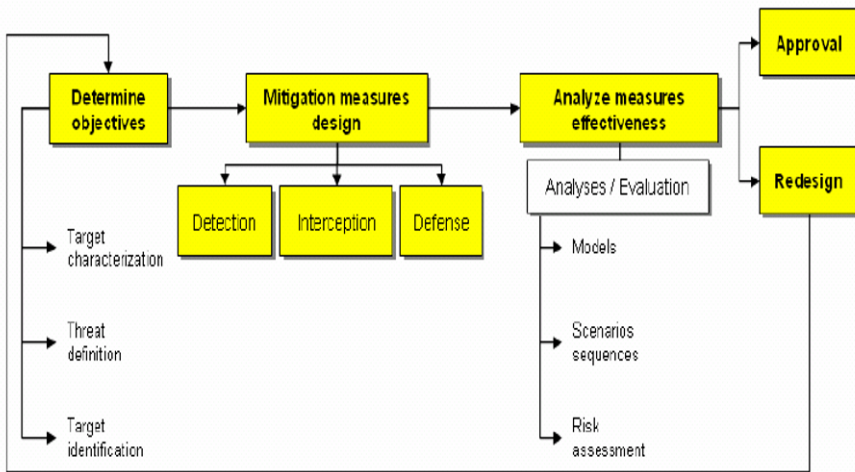 Approval
Determine
objectives
Mitigation measures
design
Analyze measures
effectiveness
Redesign
Analyses / Evaluation
Detection
Interception
Defense
Target
characterization
Models
Threat
definition
Scenarios
sequences
Target
identification
Risk
assessment